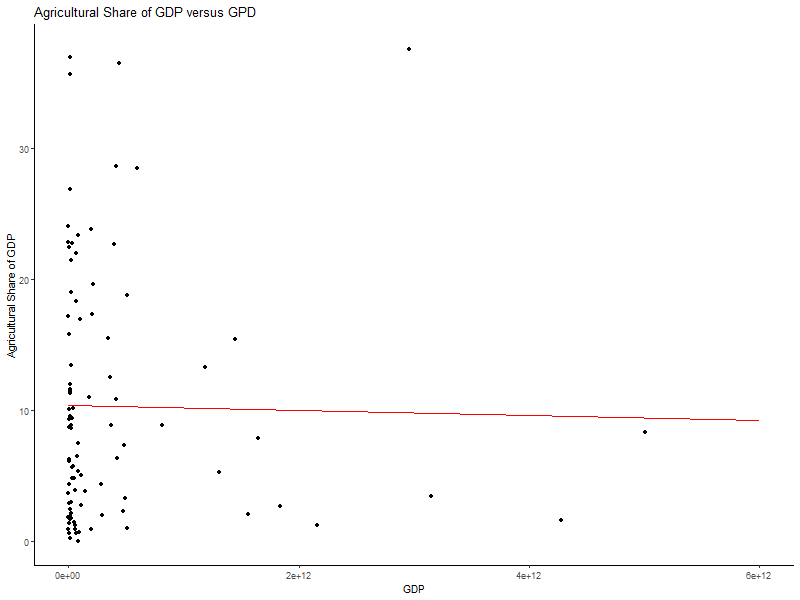 Agricultural Share of GDP versus GPD
Agricultural Share of GDP
30
20
10
0
0e+00 2e+12 4e+12 6e+12
GDP